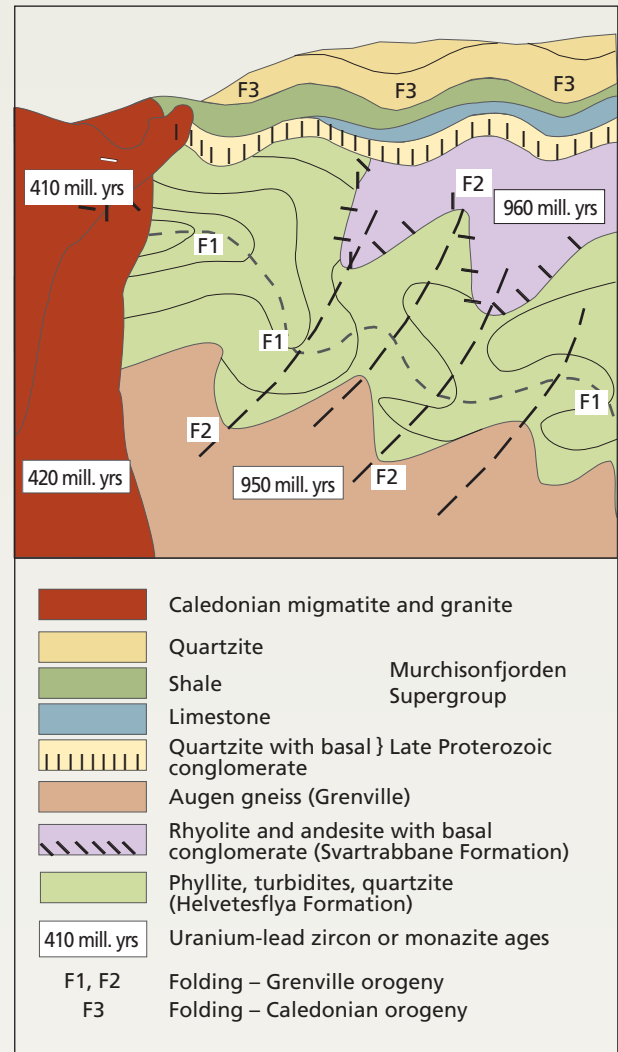 F3 F3 F3
410 mill. yrs
F2
960 mill. yrs
F1
F1
F1
F2
420 mill. yrs
950 mill. yrs
F2
Caledonian migmatite and granite
Quartzite
Shale
Murchisonfjorden
Supergroup
Limestone
Quartzite with basal } Late Proterozoic
conglomerate
Augen gneiss (Grenville)
Rhyolite and andesite with basal
conglomerate (Svartrabbane Formation)
Phyllite, turbidites, quartzite
(Helvetesflya Formation)
410 mill. yrs Uranium-lead zircon or monazite ages
F1, F2 Folding – Grenville orogeny
F3 Folding – Caledonian orogeny